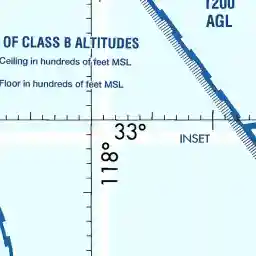 1200
AGL
OF CLASS B ALTITUDES
Ceiling in hundreds of feet MSL
Floor in hundreds of feet MSL
33°
INSET
118°